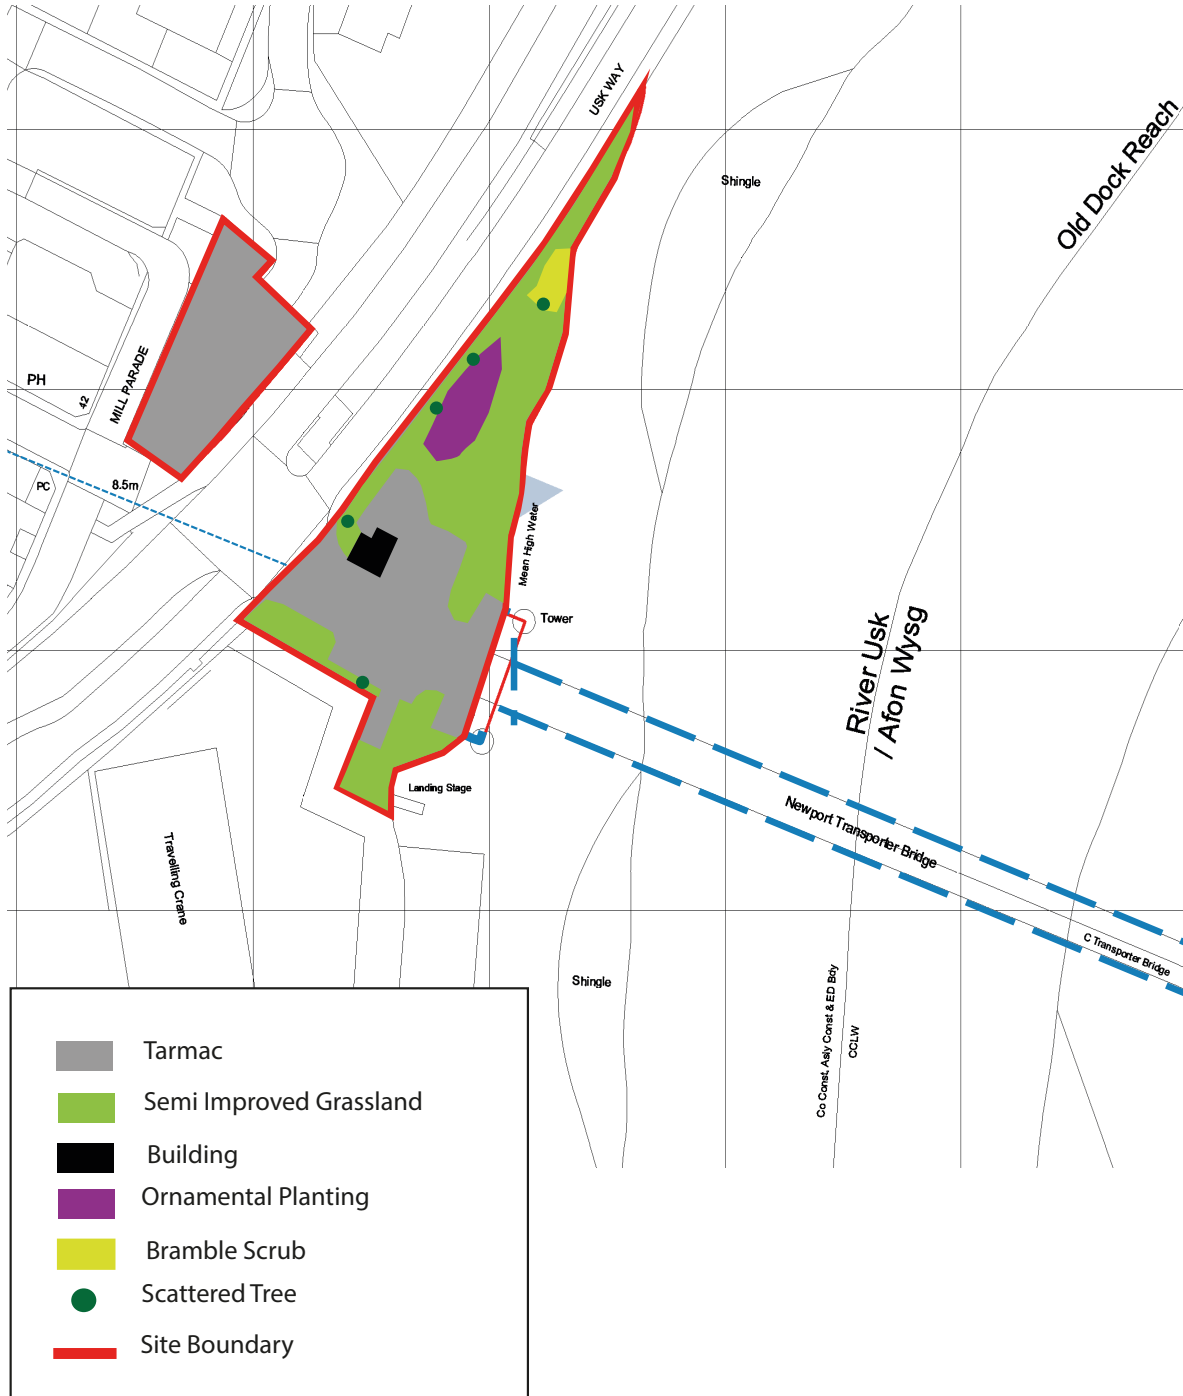 USK WAY
Old Dock Reach
Shingle
MILL PARADE
PH
42
PC
8.5m
Mean High Water
Tower
River Usk
/ Afon Wysg
Landing Stage
Newport Transporter Bridge
Travelling Crane
C Transporter Bridge
Shingle
Co Const, Asly Const & ED Bdy
CCLW
Tarmac
Semi Improved Grassland
Building
Ornamental Planting
Bramble Scrub
Scattered Tree
Site Boundary